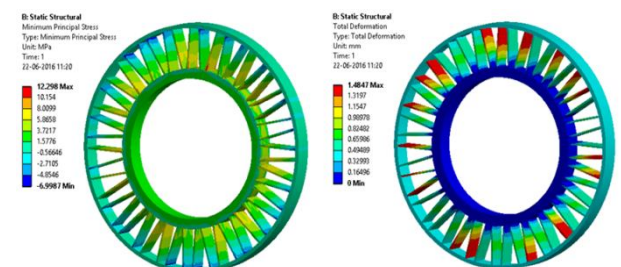 B: Static Structural
Minimum Principal Stress
Type: Minimum Principal Stress
Unit: MPa
Time: 1
22-06-2016 11:20
12.298 Max
10.154
8.0099
5.8658
3.7217
1.5776
-0.56646
-2.7105
-4.8546
-6.9987 Min
B: Static Structural
Total Deformation
Type: Total Deformation
Unit: mm
Time: 1
22-06-2016 11:20
1.4847 Max
1.3197
1.1547
0.98978
0.82482
0.65986
0.49489
0.32993
0.16496
0 Min